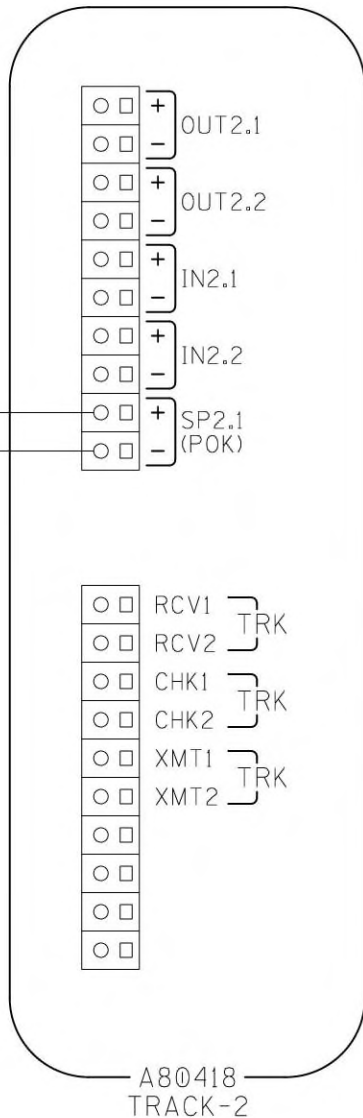 +
OUT2.1
−
+
OUT2.2
−
+
IN2.1
−
+
IN2.2
−
+
SP2.1
(POK)
−
RCV1
TRK
RCV2
CHK1
TRK
CHK2
XMT1
TRK
XMT2
A80418
TRACK-2